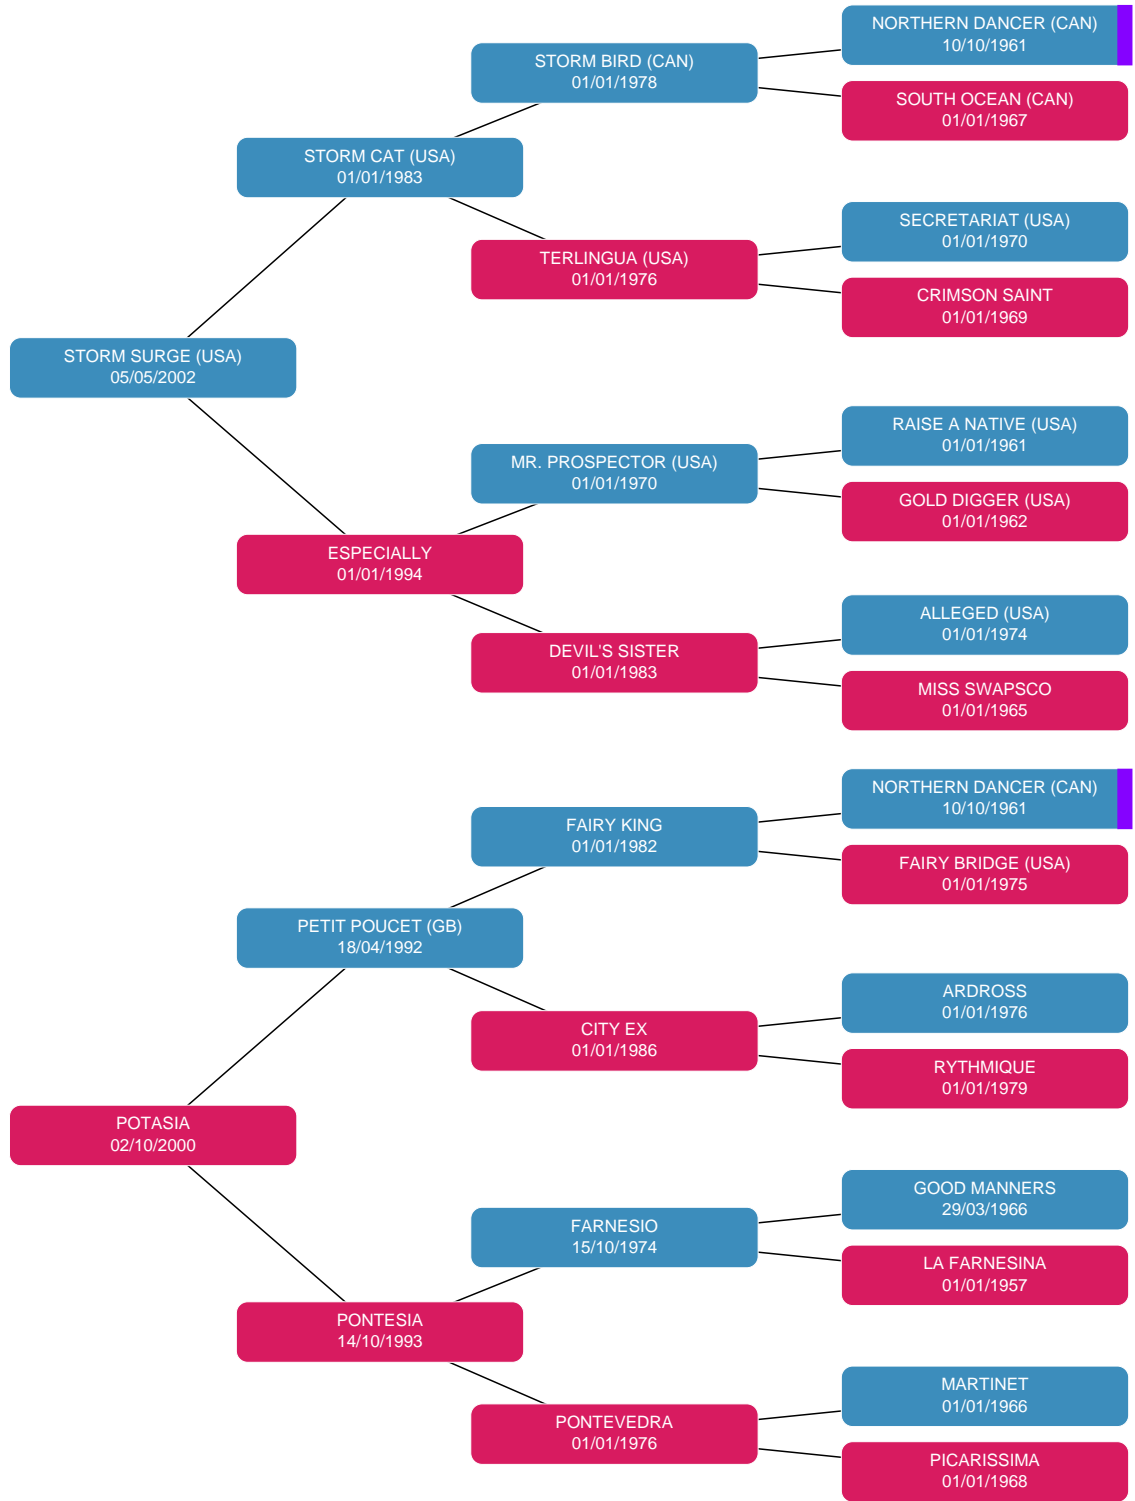 NORTHERN DANCER (CAN)
10/10/1961
STORM BIRD (CAN)
01/01/1978
SOUTH OCEAN (CAN)
01/01/1967
STORM CAT (USA)
01/01/1983
SECRETARIAT (USA)
01/01/1970
TERLINGUA (USA)
01/01/1976
CRIMSON SAINT
01/01/1969
STORM SURGE (USA)
05/05/2002
RAISE A NATIVE (USA)
01/01/1961
MR. PROSPECTOR (USA)
01/01/1970
GOLD DIGGER (USA)
01/01/1962
ESPECIALLY
01/01/1994
ALLEGED (USA)
01/01/1974
DEVIL'S SISTER
01/01/1983
MISS SWAPSCO
01/01/1965
NORTHERN DANCER (CAN)
10/10/1961
FAIRY KING
01/01/1982
FAIRY BRIDGE (USA)
01/01/1975
PETIT POUCET (GB)
18/04/1992
ARDROSS
01/01/1976
CITY EX
01/01/1986
RYTHMIQUE
01/01/1979
POTASIA
02/10/2000
GOOD MANNERS
29/03/1966
FARNESIO
15/10/1974
LA FARNESINA
01/01/1957
PONTESIA
14/10/1993
MARTINET
01/01/1966
PONTEVEDRA
01/01/1976
PICARISSIMA
01/01/1968